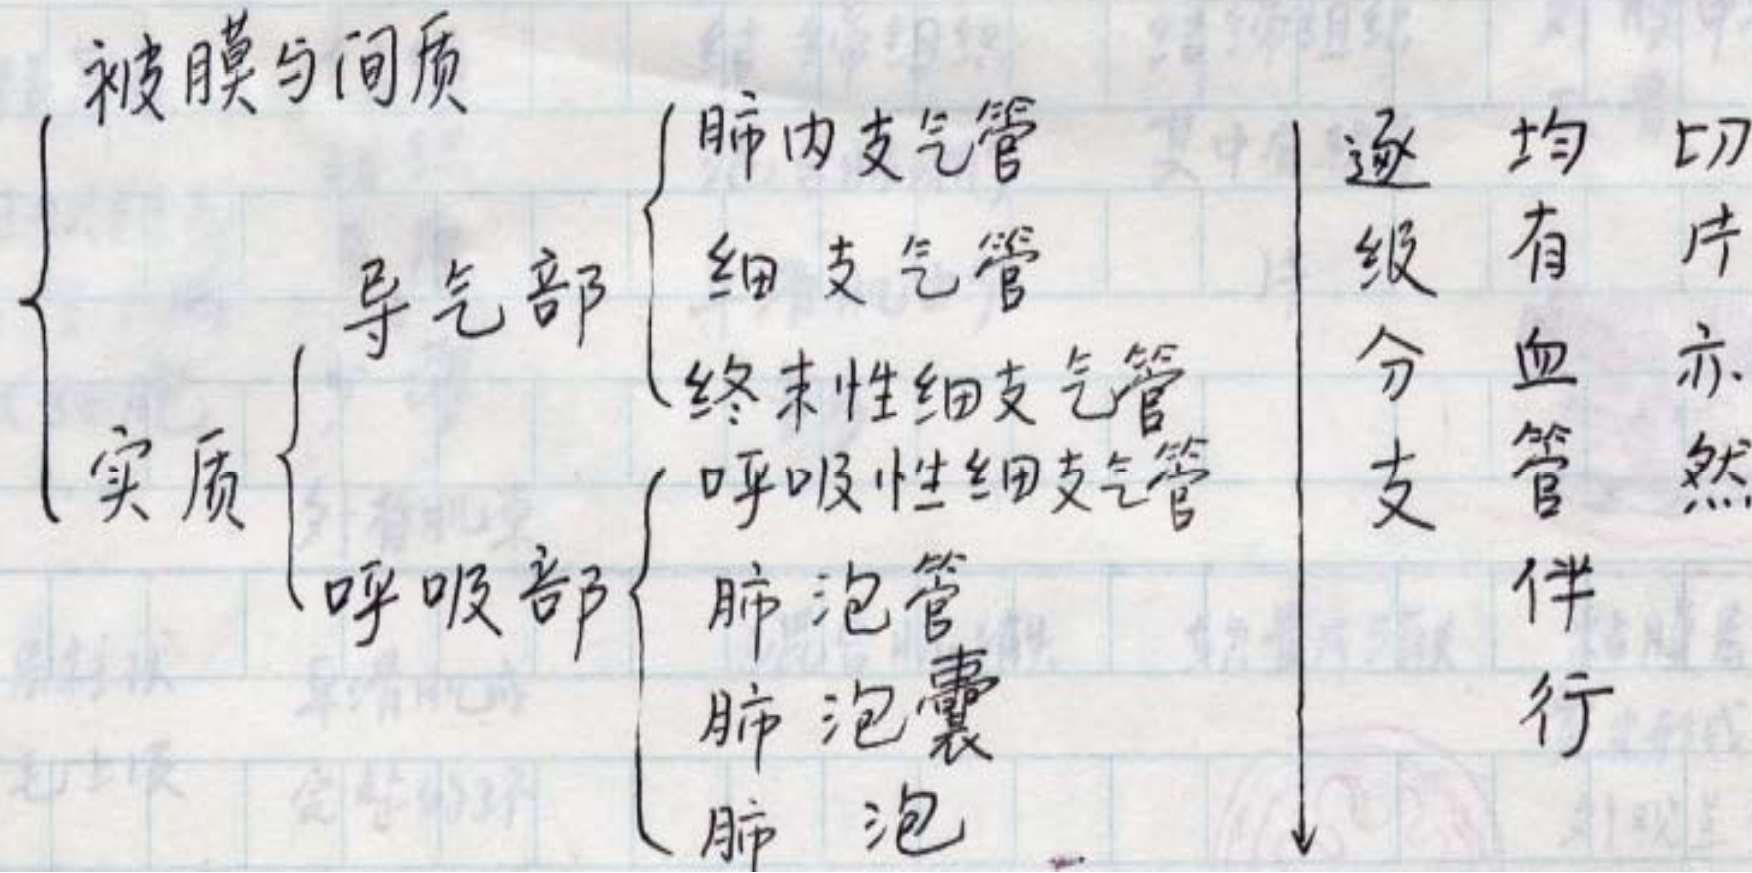 被膜与间质
实质
导气部
肺内支气管
细支气管
终末性细支气管
呼吸部
呼吸性细支气管
肺泡管
肺泡囊
肺泡
逐级分支
均有血管伴行
切片亦然